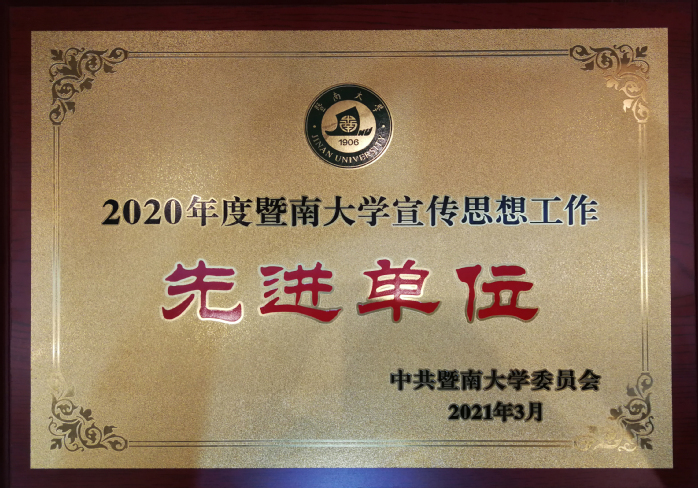 暨南大学
1906
JINAN UNIVERSITY
2020年度暨南大学宣传思想工作
先进单位
中共暨南大学委员会
2021年3月